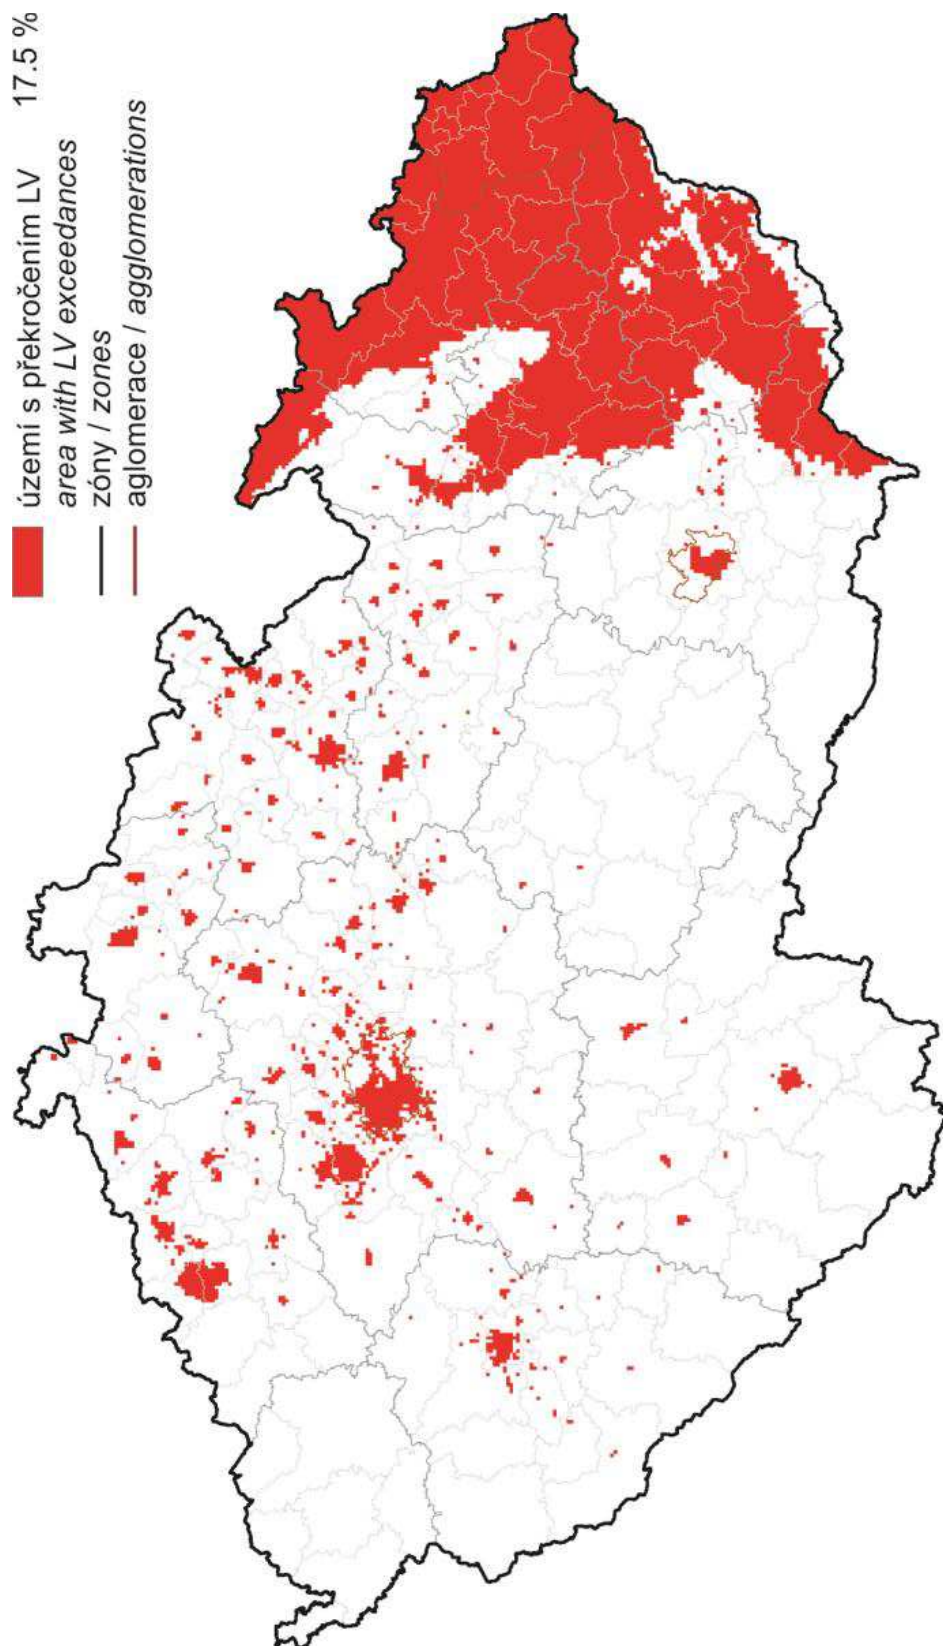 území s překročením LV 17.5 %
area with LV exceedances
zóny / zones
aglomerace / agglomerations